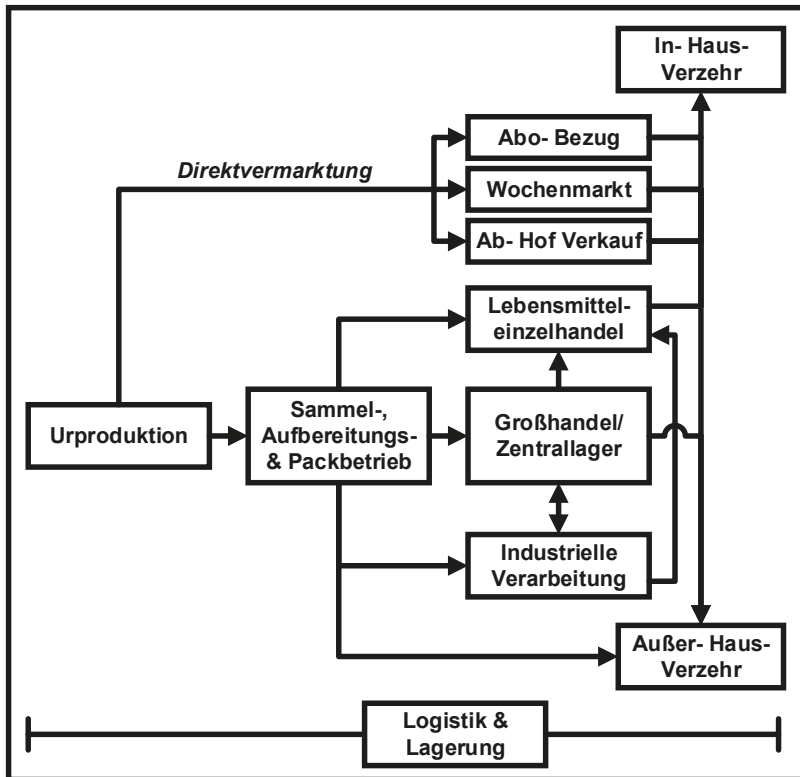 In- Haus-
Verzehr
Abo- Bezug
Direktvermarktung
Wochenmarkt
Ab- Hof Verkauf
Lebensmittel-
einzelhandel
Urproduktion
Sammel-,
Aufbereitungs-
& Packbetrieb
Großhandel/
Zentrallager
Industrielle
Verarbeitung
Außer- Haus-
Verzehr
Logistik &
Lagerung